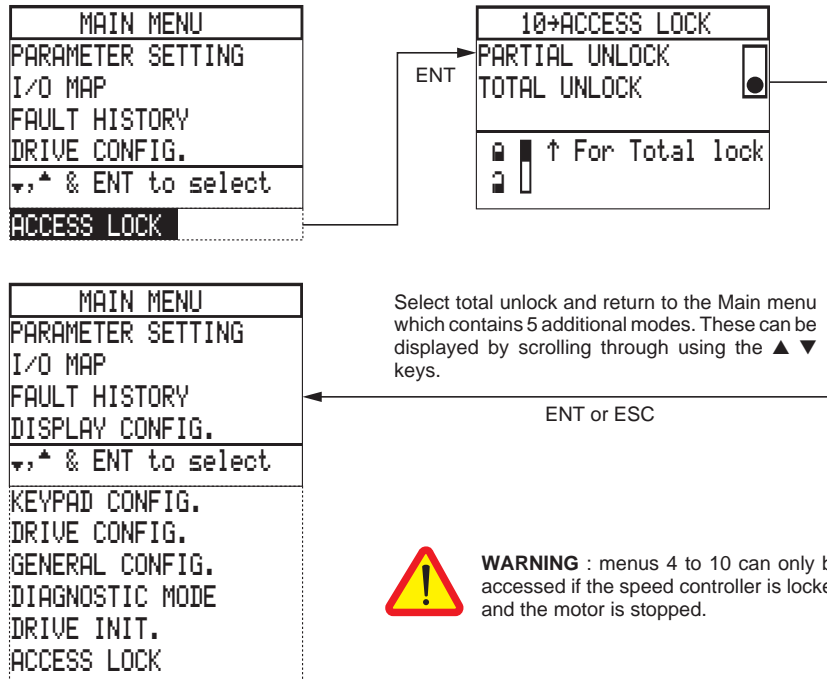 MAIN MENU
PARAMETER SETTING
I/O MAP
FAULT HISTORY
DRIVE CONFIG.
▼,▲ & ENT to select
ACCESS LOCK
ENT
10→ACCESS LOCK
PARTIAL UNLOCK
TOTAL UNLOCK
↑ For Total lock
MAIN MENU
PARAMETER SETTING
I/O MAP
FAULT HISTORY
DISPLAY CONFIG.
▼,▲ & ENT to select
KEYPAD CONFIG.
DRIVE CONFIG.
GENERAL CONFIG.
DIAGNOSTIC MODE
DRIVE INIT.
ACCESS LOCK
Select total unlock and return to the Main menu
which contains 5 additional modes. These can be
displayed by scrolling through using the ▲ ▼
keys.
ENT or ESC
WARNING : menus 4 to 10 can only
accessed if the speed controller is
and the motor is stopped.